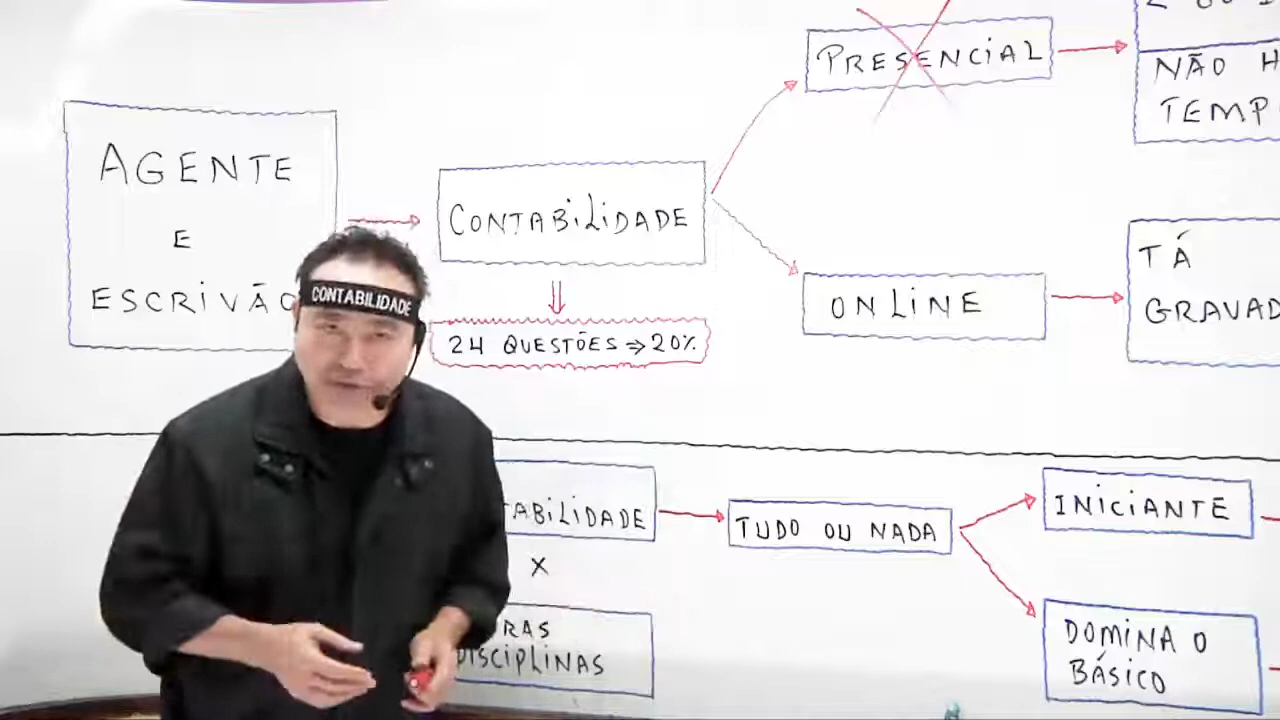 PRESENCIAL
NÃO H
TEMP
AGENTE
E
ESCRIVÃO
CONTABILIDADE
TÁ
GRAVAD
ONLINE
CONTABILIDADE
24 QUESTÕES ⇒ 20%
TABILIDADE
TUDO OU NADA
INICIANTE
X
RAS
DISCIPLINAS
DOMINA O
BÁSICO